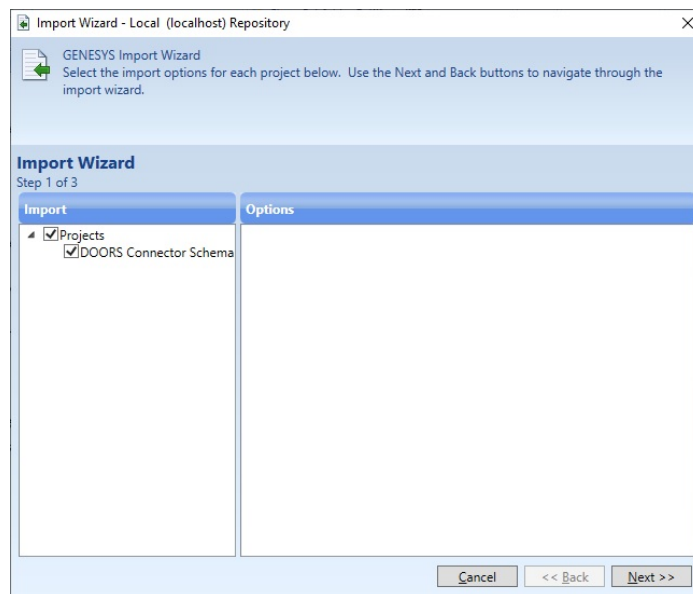 Import Wizard - Local  (localhost) Repository
GENESYS Import Wizard
Select the import options for each project below.  Use the Next and Back buttons to navigate through the
import wizard.
Import Wizard
Step 1 of 3
Import
Options
Projects
DOORS Connector Schema
Cancel
<< Back
Next >>